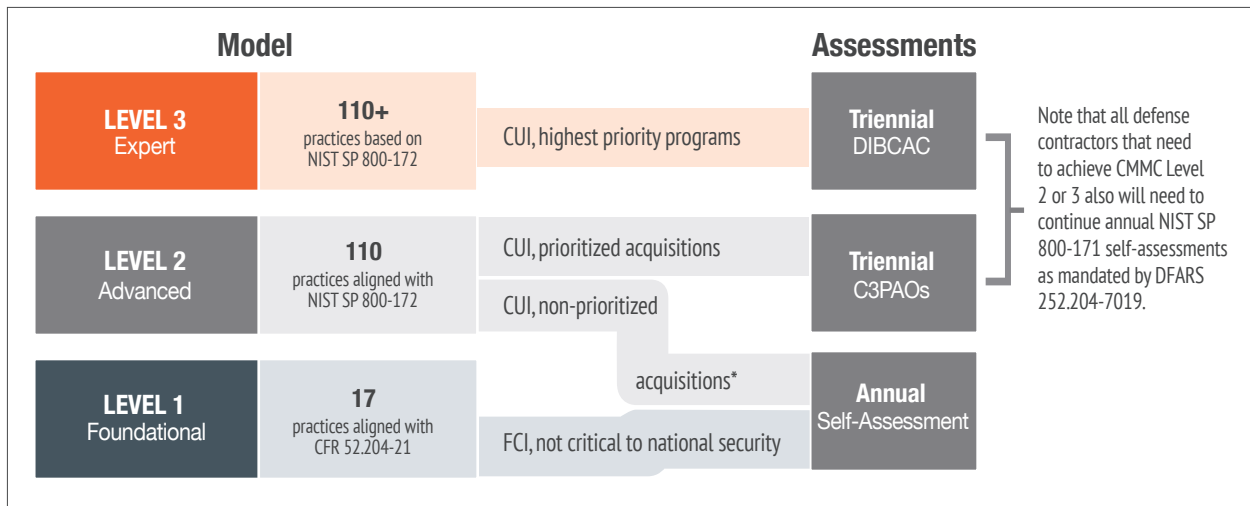 Model
Assessments
LEVEL 3
Expert
110+
practices based on
NIST SP 800-172
CUI, highest priority programs
Triennial
DIBCAC
LEVEL 2
Advanced
110
practices aligned with
NIST SP 800-172
CUI, prioritized acquisitions
CUI, non-prioritized
acquisitions*
Triennial
C3PAOs
LEVEL 1
Foundational
17
practices aligned with
CFR 52.204-21
FCI, not critical to national security
Annual
Self-Assessment
Note that all defense
contractors that need
to achieve CMMC Level
2 or 3 also will need to
continue annual NIST SP
800-171 self-assessments
as mandated by DFARS
252.204-7019.